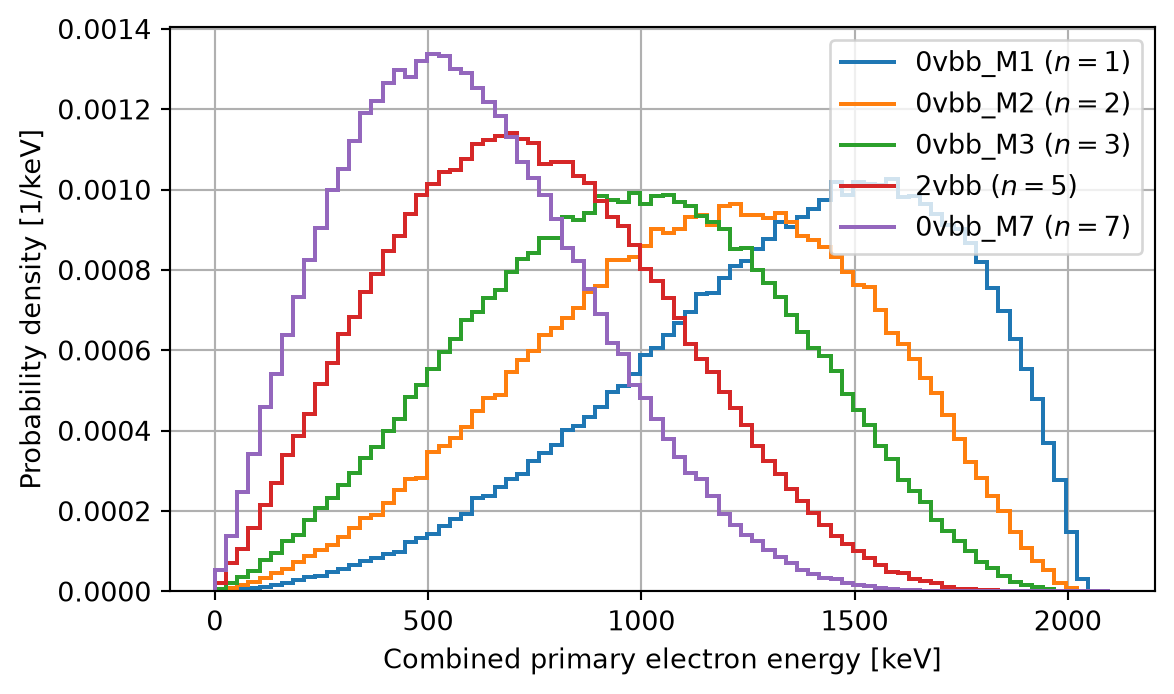 0.0014
0.0012
0.0010
0.0008
0.0006
0.0004
0.0002
0.0000
Probability density [1/keV]
0vbb_M1 (n = 1)
0vbb_M2 (n = 2)
0vbb_M3 (n = 3)
2vbb (n = 5)
0vbb_M7 (n = 7)
0 500 1000 1500 2000
Combined primary electron energy [keV]